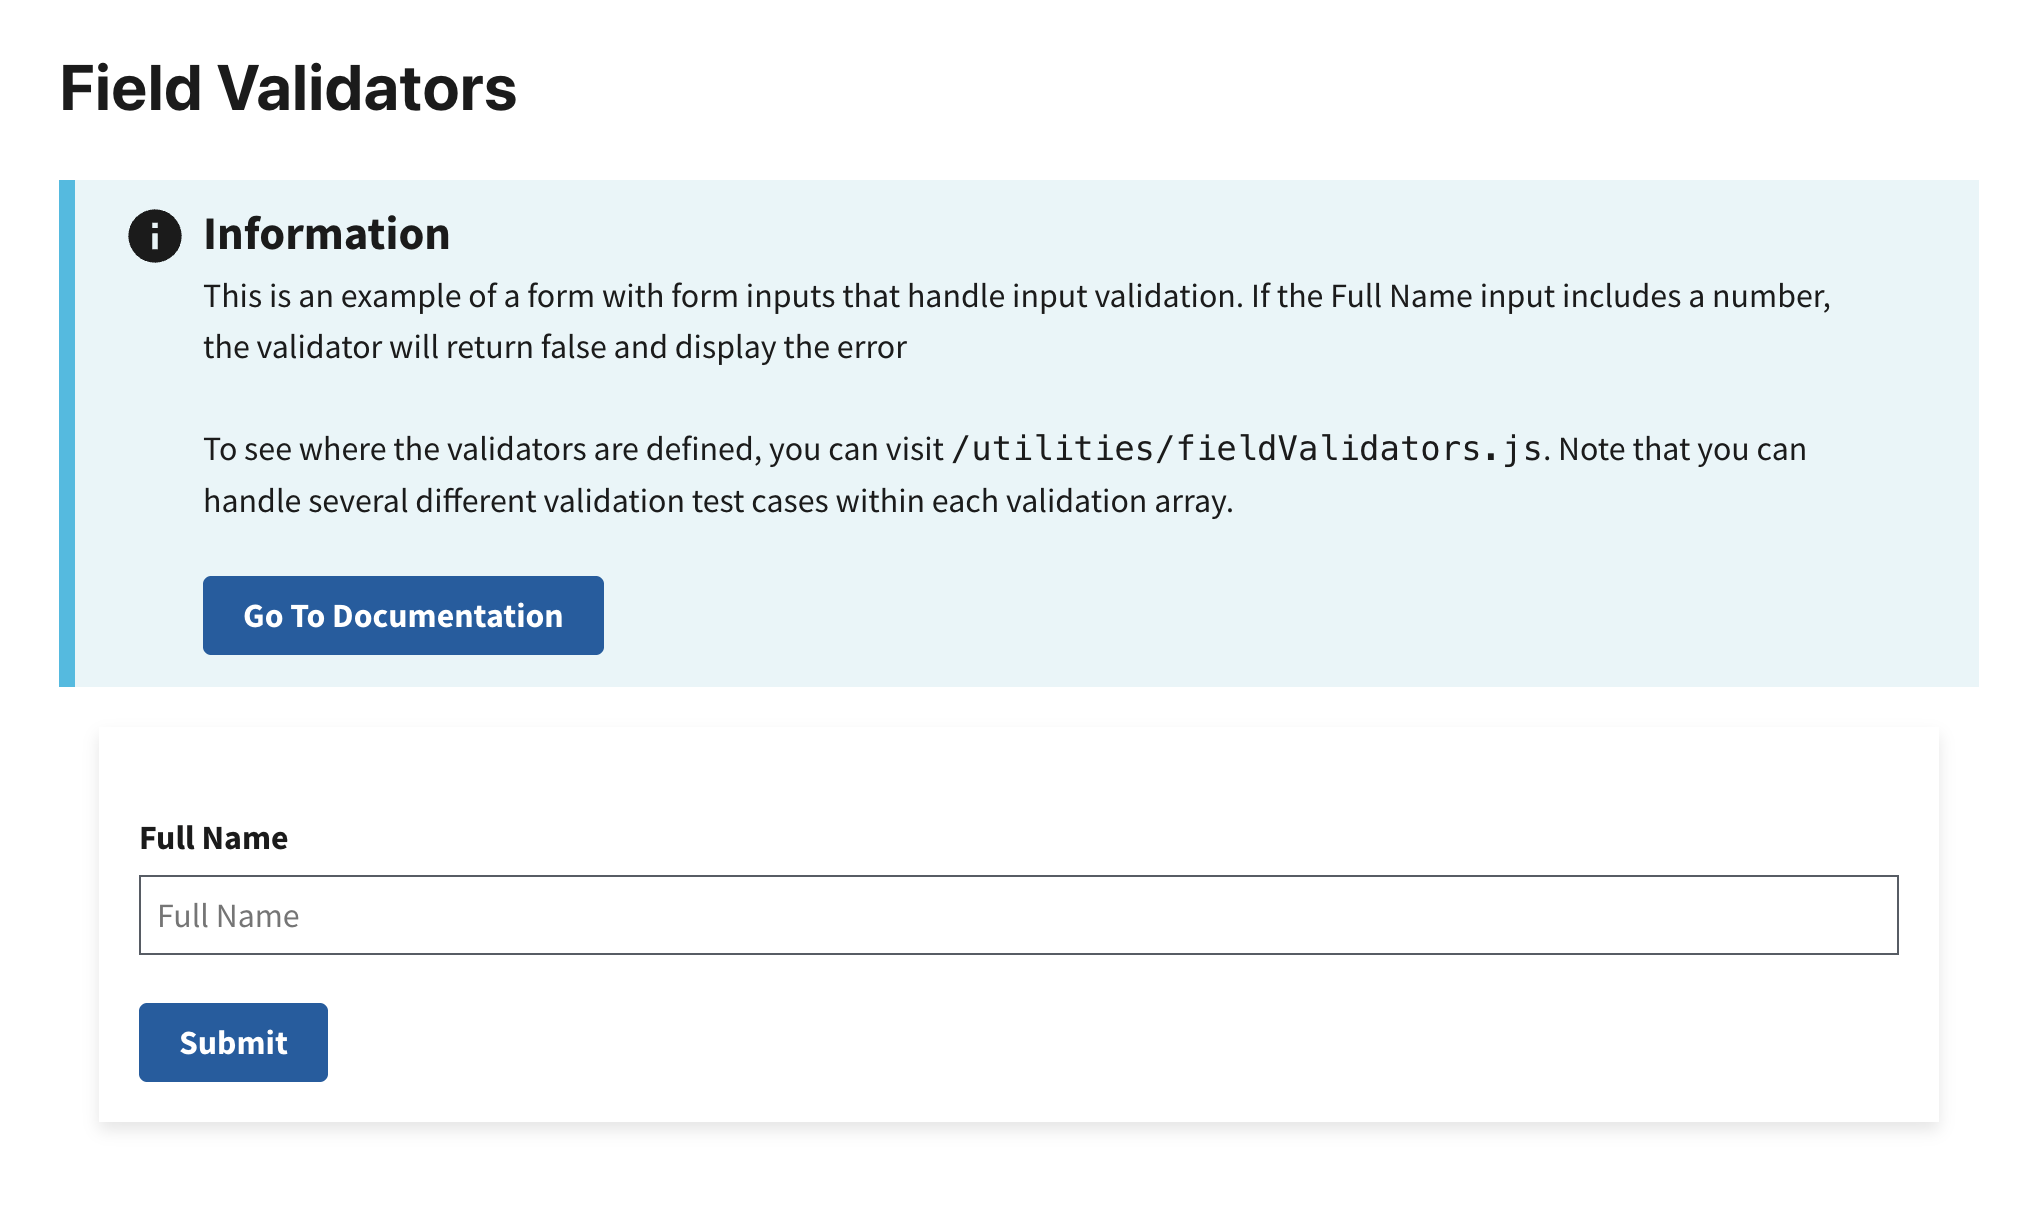 Field Validators
Information
This is an example of a form with form inputs that handle input validation. If the Full Name input includes a number,
the validator will return false and display the error
To see where the validators are defined, you can visit /utilities/fieldValidators.js. Note that you can
handle several different validation test cases within each validation array.
Go To Documentation
Full Name
Full Name
Submit